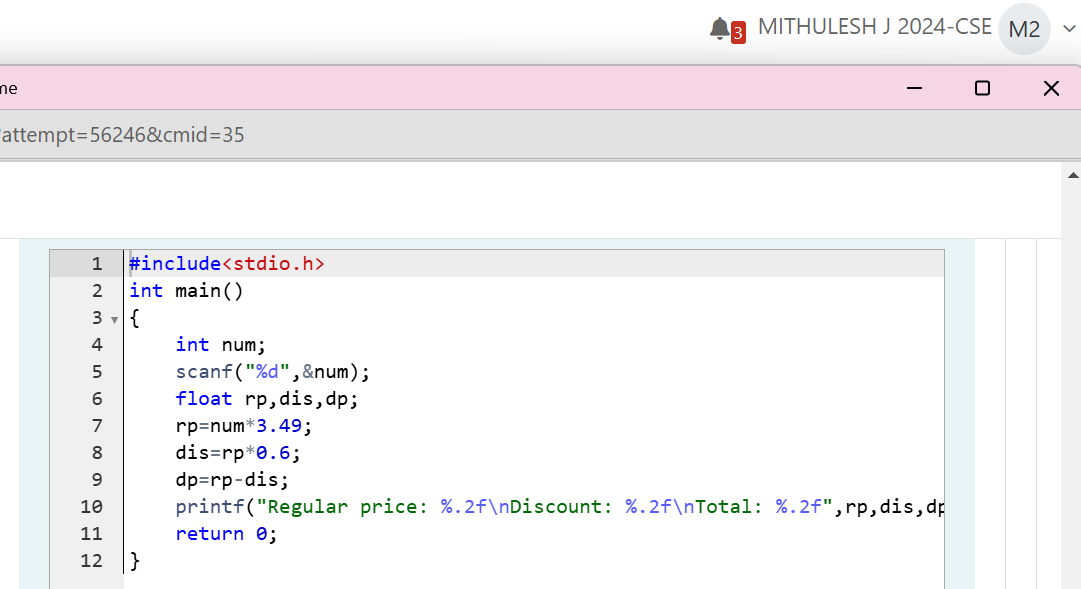 3 MITHULESH J 2024-CSE M2
me
attempt=56246&cmid=35
1 #include<stdio.h>
2 int main()
3 {
4 int num;
5 scanf("%d",&num);
6 float rp,dis,dp;
7 rp=num*3.49;
8 dis=rp*0.6;
9 dp=rp-dis;
10 printf("Regular price: %.2f\nDiscount: %.2f\nTotal: %.2f",rp,dis,dp
11 return 0;
12 }